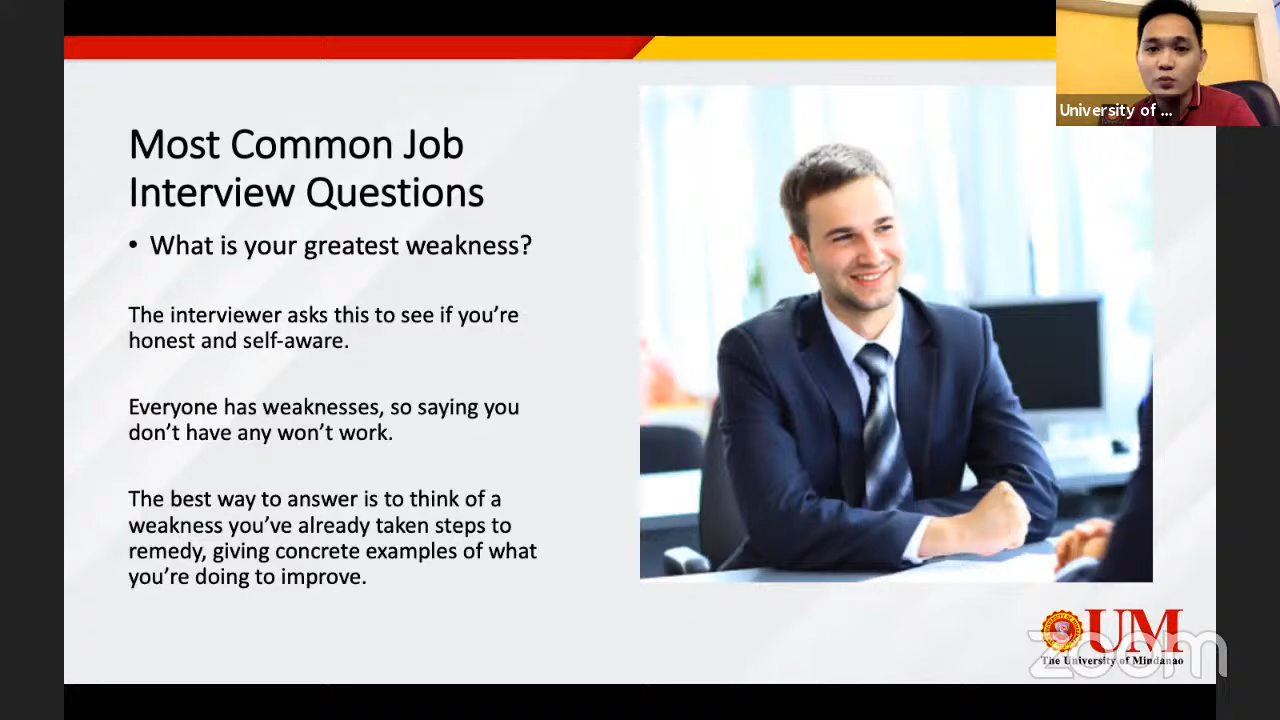 University of ...
Most Common Job
Interview Questions
• What is your greatest weakness?
The interviewer asks this to see if you’re
honest and self-aware.
Everyone has weaknesses, so saying you
don’t have any won’t work.
The best way to answer is to think of a
weakness you’ve already taken steps to
remedy, giving concrete examples of what
you’re doing to improve.
UM
The University of Mindanao
zoom